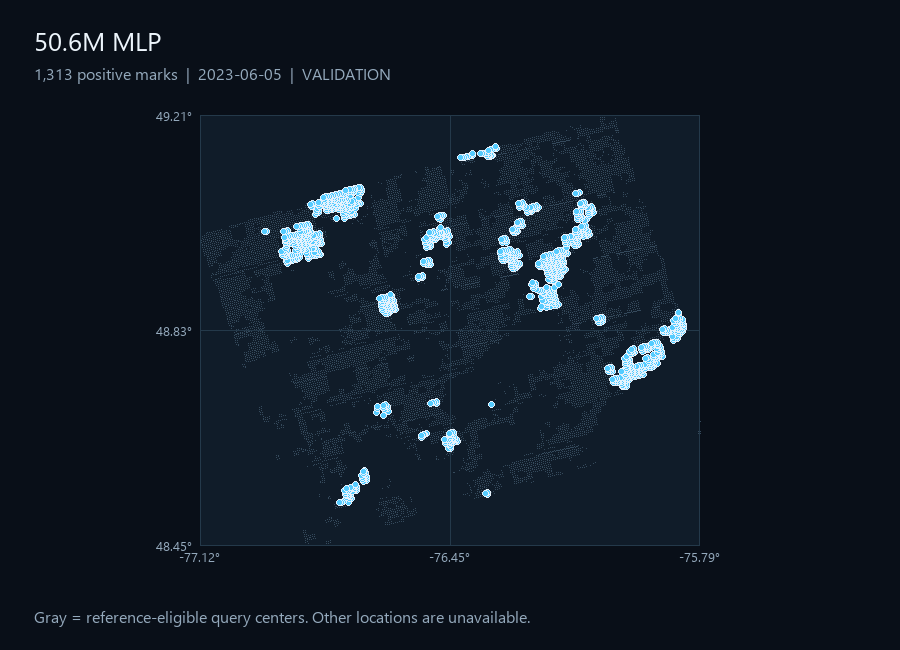 50.6M MLP
1,313 positive marks | 2023-06-05 | VALIDATION
49.21°
48.83°
48.45°
-77.12°
-76.45°
-75.79°
Gray = reference-eligible query centers. Other locations are unavailable.